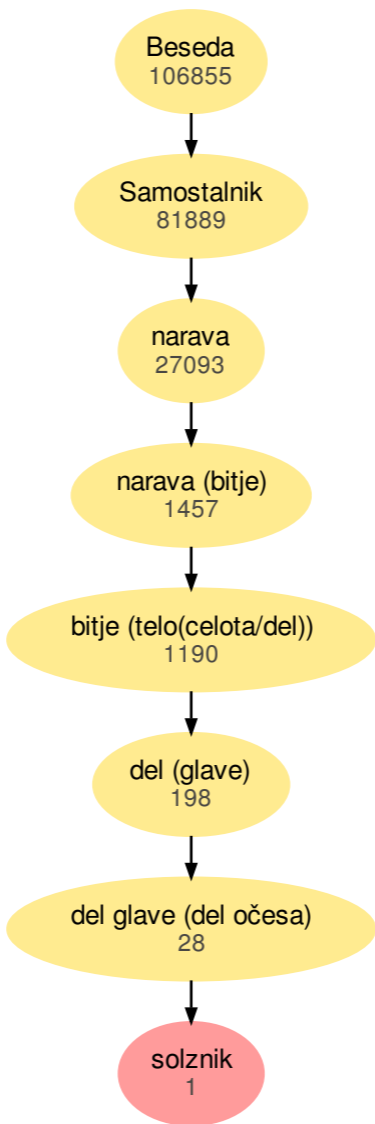 Beseda
106855
Samostalnik
81889
narava
27093
narava (bitje)
1457
bitje (telo(celota/del))
1190
del (glave)
198
del glave (del očesa)
28
solznik
1